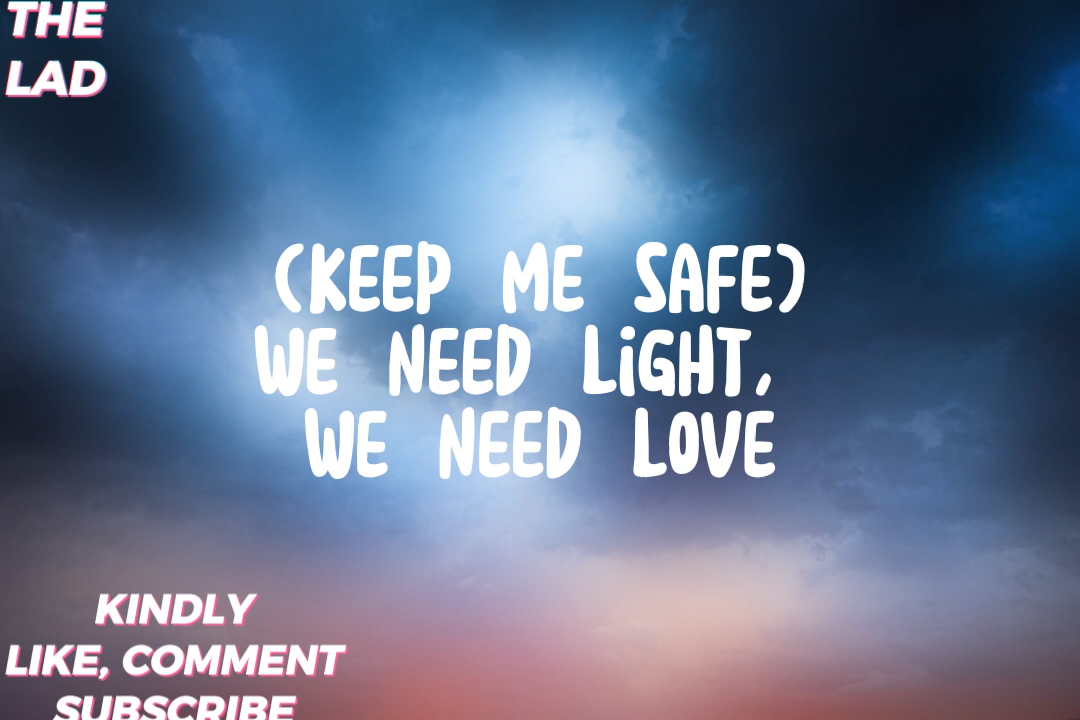 THE
LAD
(KEEP ME SAFE)
WE NEED LiGHT,
WE NEED LOVE
KINDLY
LIKE, COMMENT
SUBSCRIBE